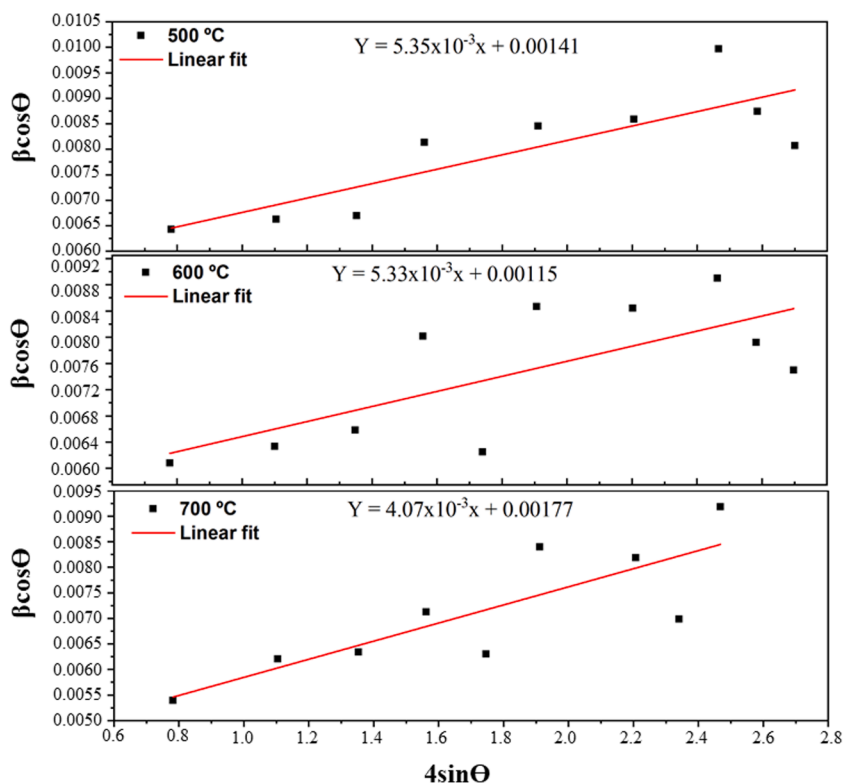 500 ºC
Linear fit
Y = 5.35x10⁻³x + 0.00141
0.0105
0.0100
0.0095
0.0090
0.0085
0.0080
0.0075
0.0070
0.0065
0.0060
βcosΘ
600 ºC
Linear fit
Y = 5.33x10⁻³x + 0.00115
0.0092
0.0088
0.0084
0.0080
0.0076
0.0072
0.0068
0.0064
0.0060
βcosΘ
700 ºC
Linear fit
Y = 4.07x10⁻³x + 0.00177
0.0095
0.0090
0.0085
0.0080
0.0075
0.0070
0.0065
0.0060
0.0055
0.0050
βcosΘ
0.6 0.8 1.0 1.2 1.4 1.6 1.8 2.0 2.2 2.4 2.6 2.8
4sinΘ